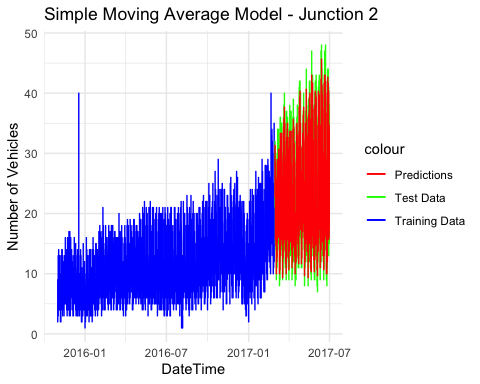 Simple Moving Average Model - Junction 2
50
40
30
20
10
0
Number of Vehicles
2016-01
2016-07
2017-01
2017-07
DateTime
colour
Predictions
Test Data
Training Data